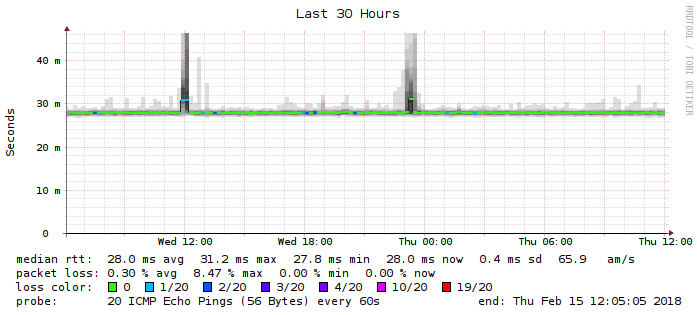 Last 30 Hours
RRDTOOL / TOBI OETIKER
Seconds
40 m
30 m
20 m
10 m
0
Wed 12:00 Wed 18:00 Thu 00:00 Thu 06:00 Thu 12:00
median rtt: 28.0 ms avg 31.2 ms max 27.8 ms min 28.0 ms now 0.4 ms sd 65.9 am/s
packet loss: 0.30 % avg 8.47 % max 0.00 % min 0.00 % now
loss color: 0 1/20 2/20 3/20 4/20 10/20 19/20
probe: 20 ICMP Echo Pings (56 Bytes) every 60s end: Thu Feb 15 12:05:05 2018